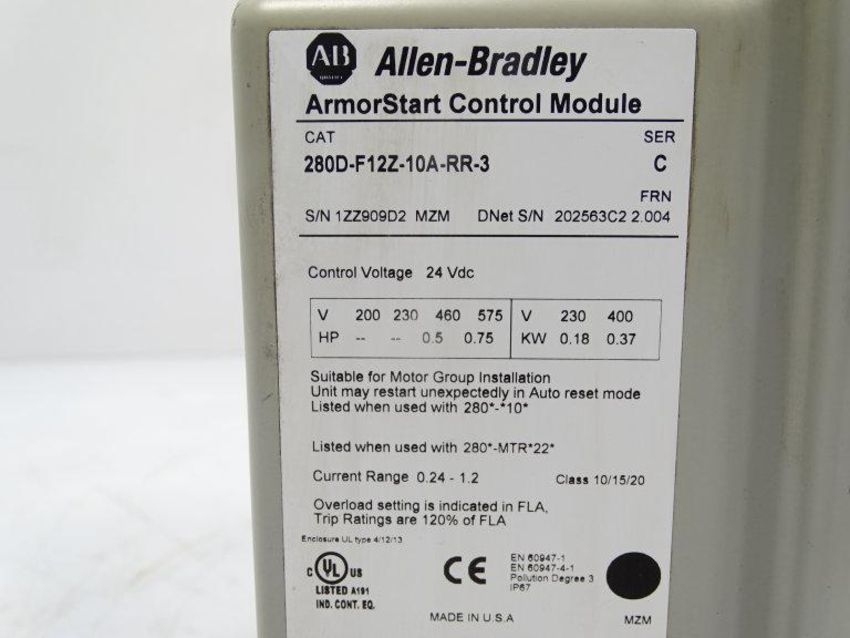 AB Allen-Bradley
ArmorStart Control Module
CAT SER
280D-F12Z-10A-RR-3 C
FRN
S/N 1ZZ909D2 MZM DNet S/N 202563C2 2.004
Control Voltage 24 Vdc
V 200 230 460 575 V 230 400
HP -- -- 0.5 0.75 KW 0.18 0.37
Suitable for Motor Group Installation
Unit may restart unexpectedly in Auto reset mode
Listed when used with 280*-*10*
Listed when used with 280*-MTR*22*
Current Range 0.24 - 1.2 Class 10/15/20
Overload setting is indicated in FLA,
Trip Ratings are 120% of FLA
Enclosure UL type 4/12/13
C UL US
LISTED A191
IND. CONT. EQ.
CE
EN 60947-1
EN 60947-4-1
Pollution Degree 3
IP67
MADE IN U.S.A
MZM